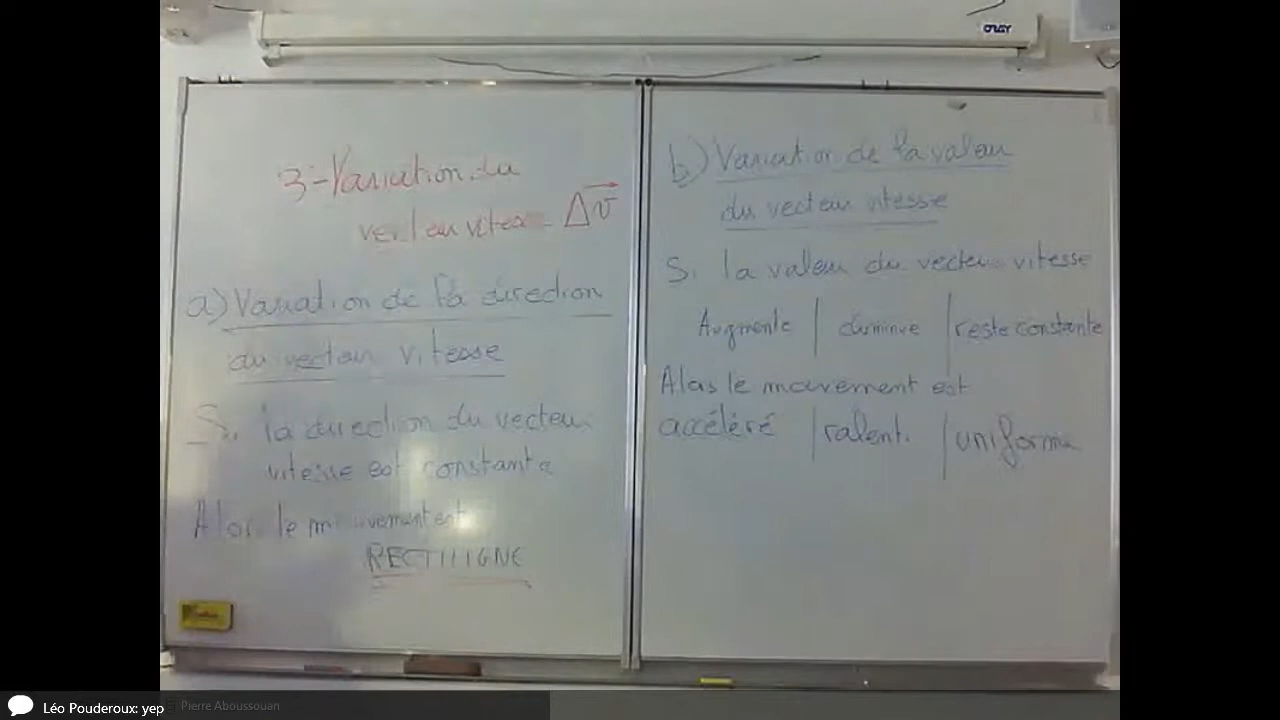 ORAY
3-Variation du
vecteur vitesse Δv⃗
a) Variation de la direction
du vecteur vitesse
Si la direction du vecteur
vitesse est constante
Alors le mouvement est
RECTILIGNE
b) Variation de la valeur
du vecteur vitesse
Si la valeur du vecteur vitesse
Augmente | diminue | reste constante
Alors le mouvement est
accéléré | ralenti | uniforme
Léo Pouderoux: yep
Pierre Aboussouan